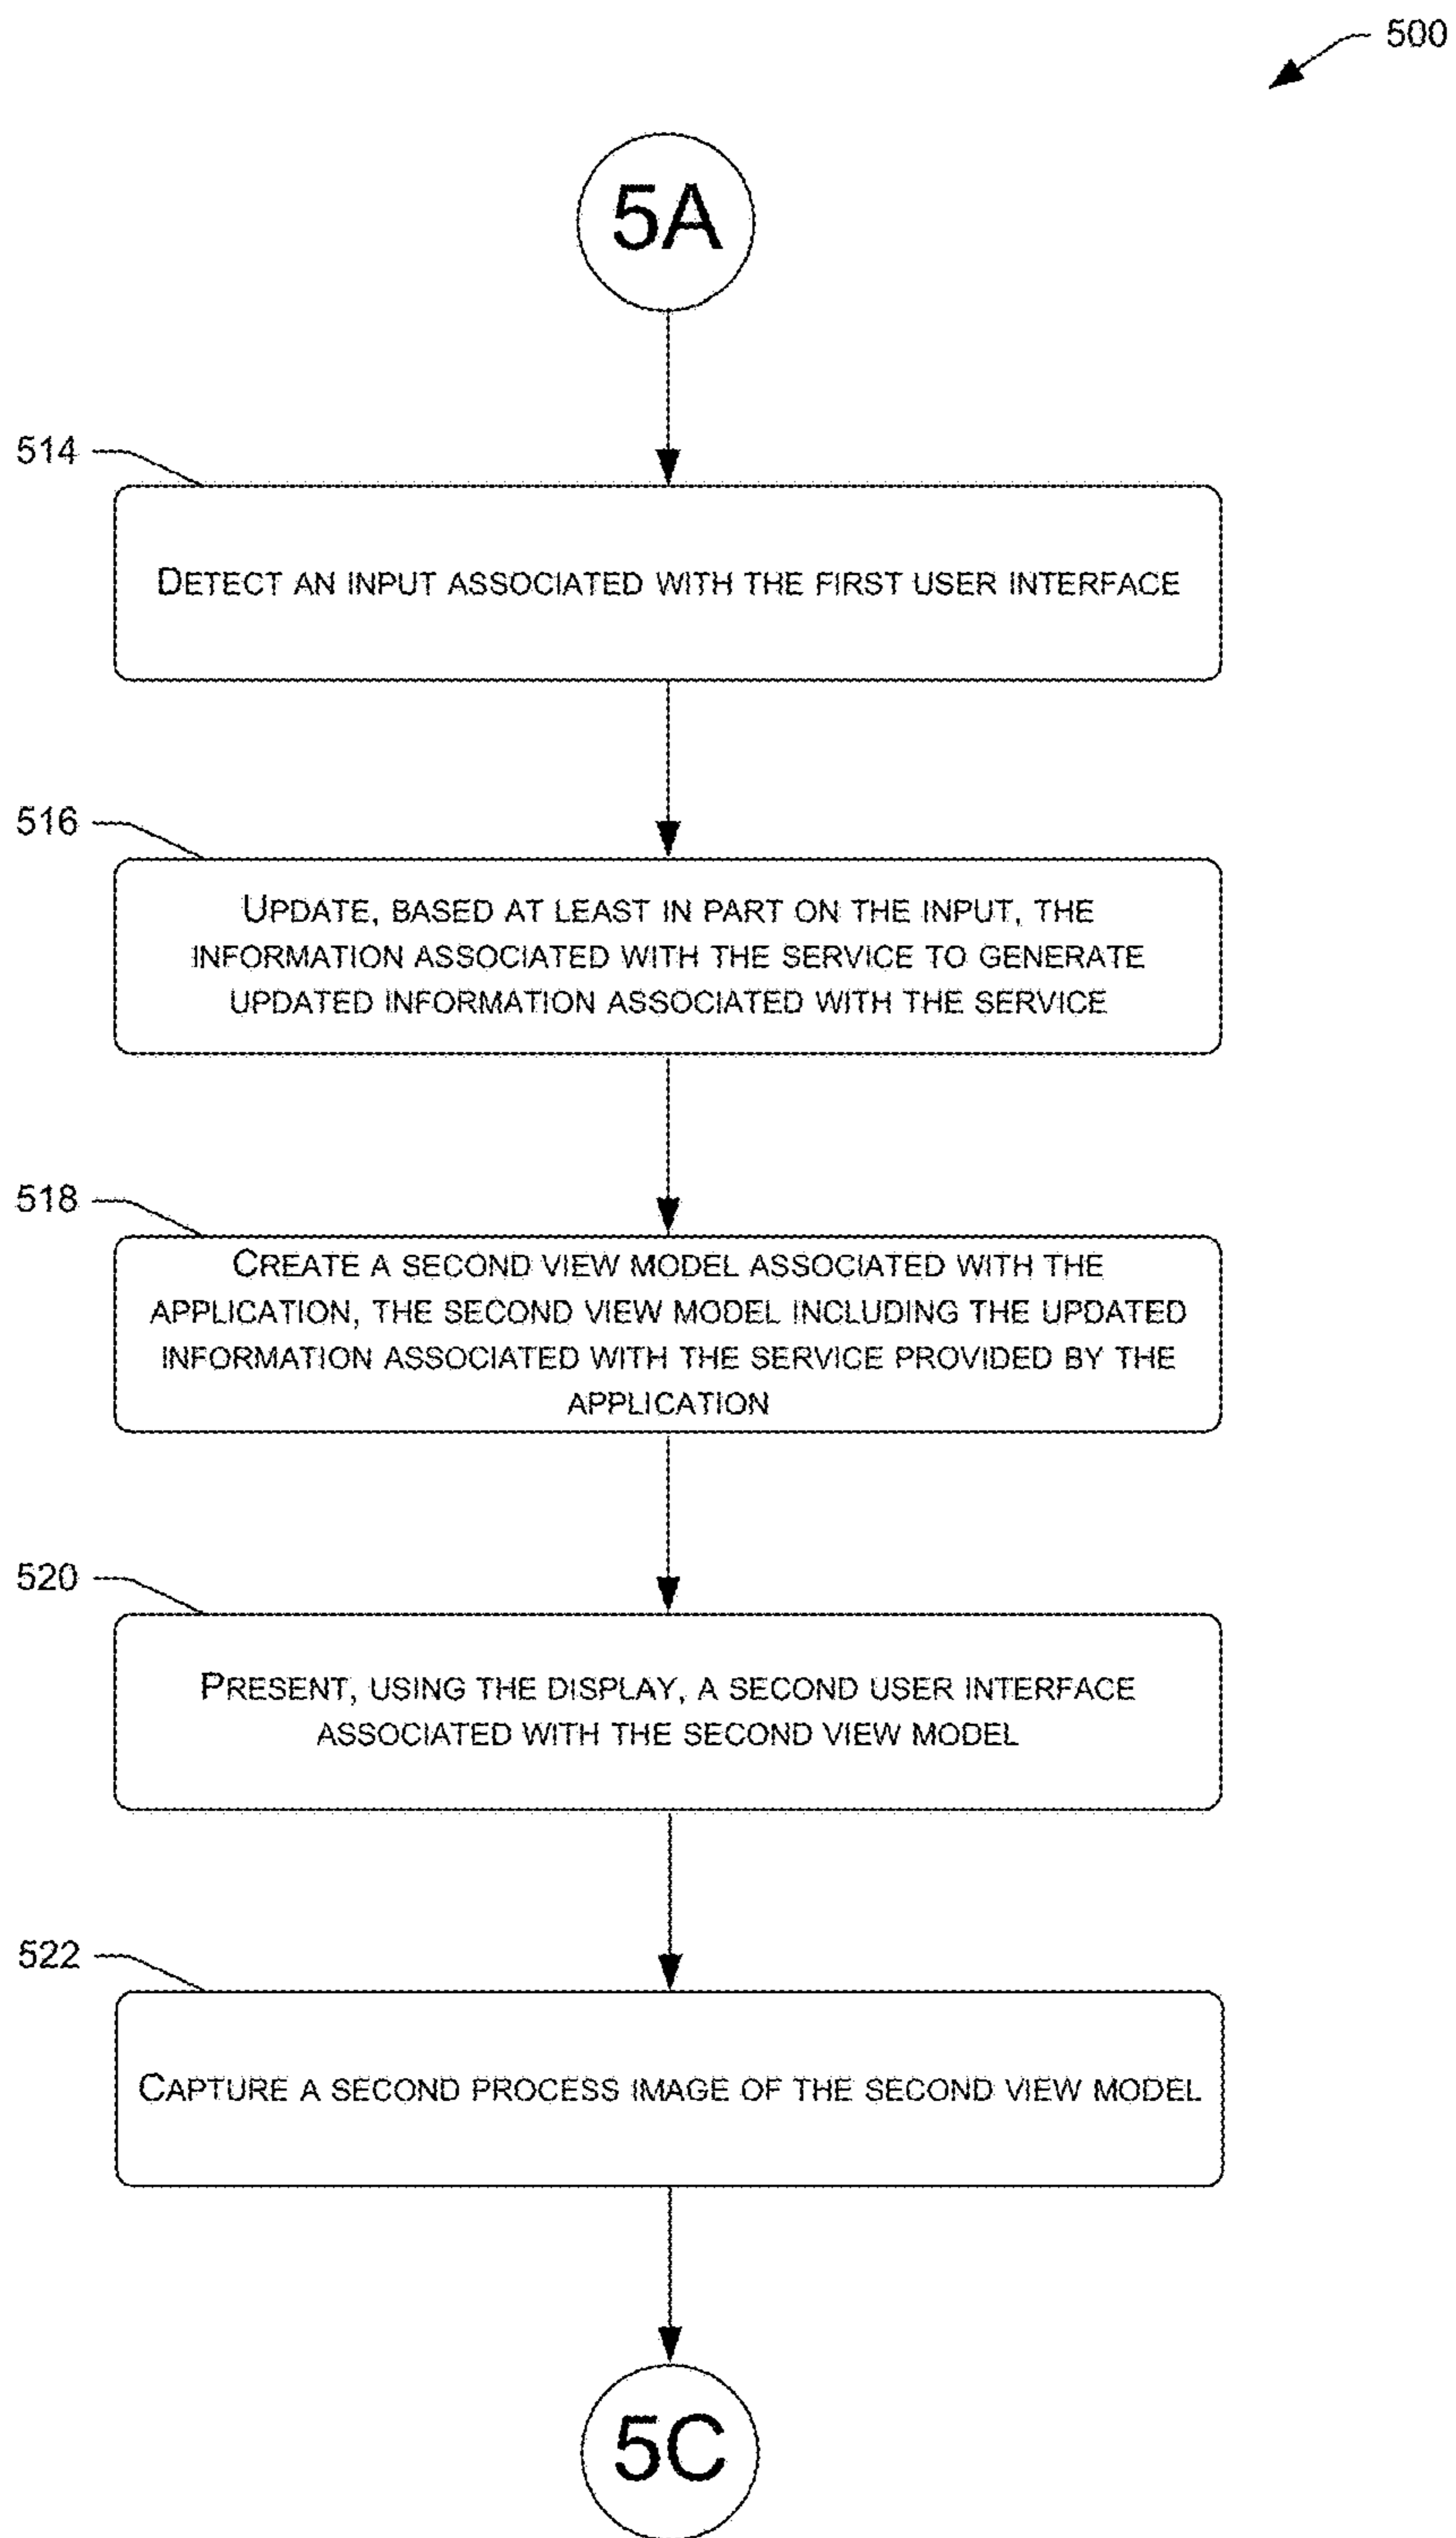 500
5A
514
DETECT AN INPUT ASSOCIATED WITH THE FIRST USER INTERFACE
516
UPDATE, BASED AT LEAST IN PART ON THE INPUT, THE
INFORMATION ASSOCIATED WITH THE SERVICE TO GENERATE
UPDATED INFORMATION ASSOCIATED WITH THE SERVICE
518
CREATE A SECOND VIEW MODEL ASSOCIATED WITH THE
APPLICATION, THE SECOND VIEW MODEL INCLUDING THE UPDATED
INFORMATION ASSOCIATED WITH THE SERVICE PROVIDED BY THE
APPLICATION
520
PRESENT, USING THE DISPLAY, A SECOND USER INTERFACE
ASSOCIATED WITH THE SECOND VIEW MODEL
522
CAPTURE A SECOND PROCESS IMAGE OF THE SECOND VIEW MODEL
5C